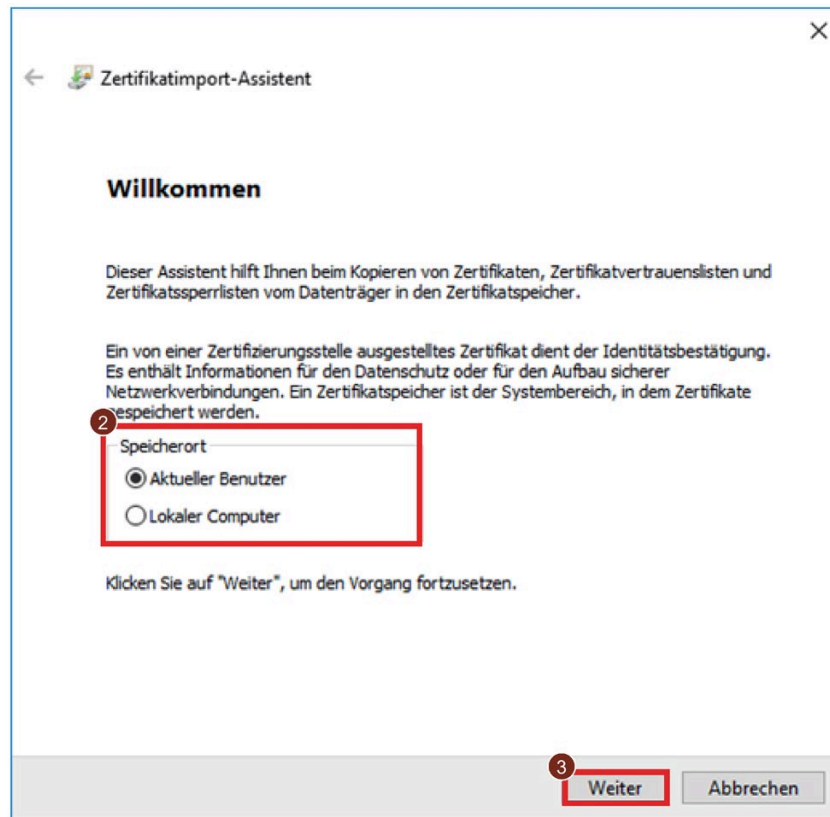 Zertifikatimport-Assistent
Willkommen
Dieser Assistent hilft Ihnen beim Kopieren von Zertifikaten, Zertifikatvertrauenslisten und
Zertifikatssperrlisten vom Datenträger in den Zertifikatspeicher.
Ein von einer Zertifizierungsstelle ausgestelltes Zertifikat dient der Identitätsbestätigung.
Es enthält Informationen für den Datenschutz oder für den Aufbau sicherer
Netzwerkverbindungen. Ein Zertifikatspeicher ist der Systembereich, in dem Zertifikate
gespeichert werden.
2
Speicherort
Aktueller Benutzer
Lokaler Computer
Klicken Sie auf "Weiter", um den Vorgang fortzusetzen.
3
Weiter Abbrechen